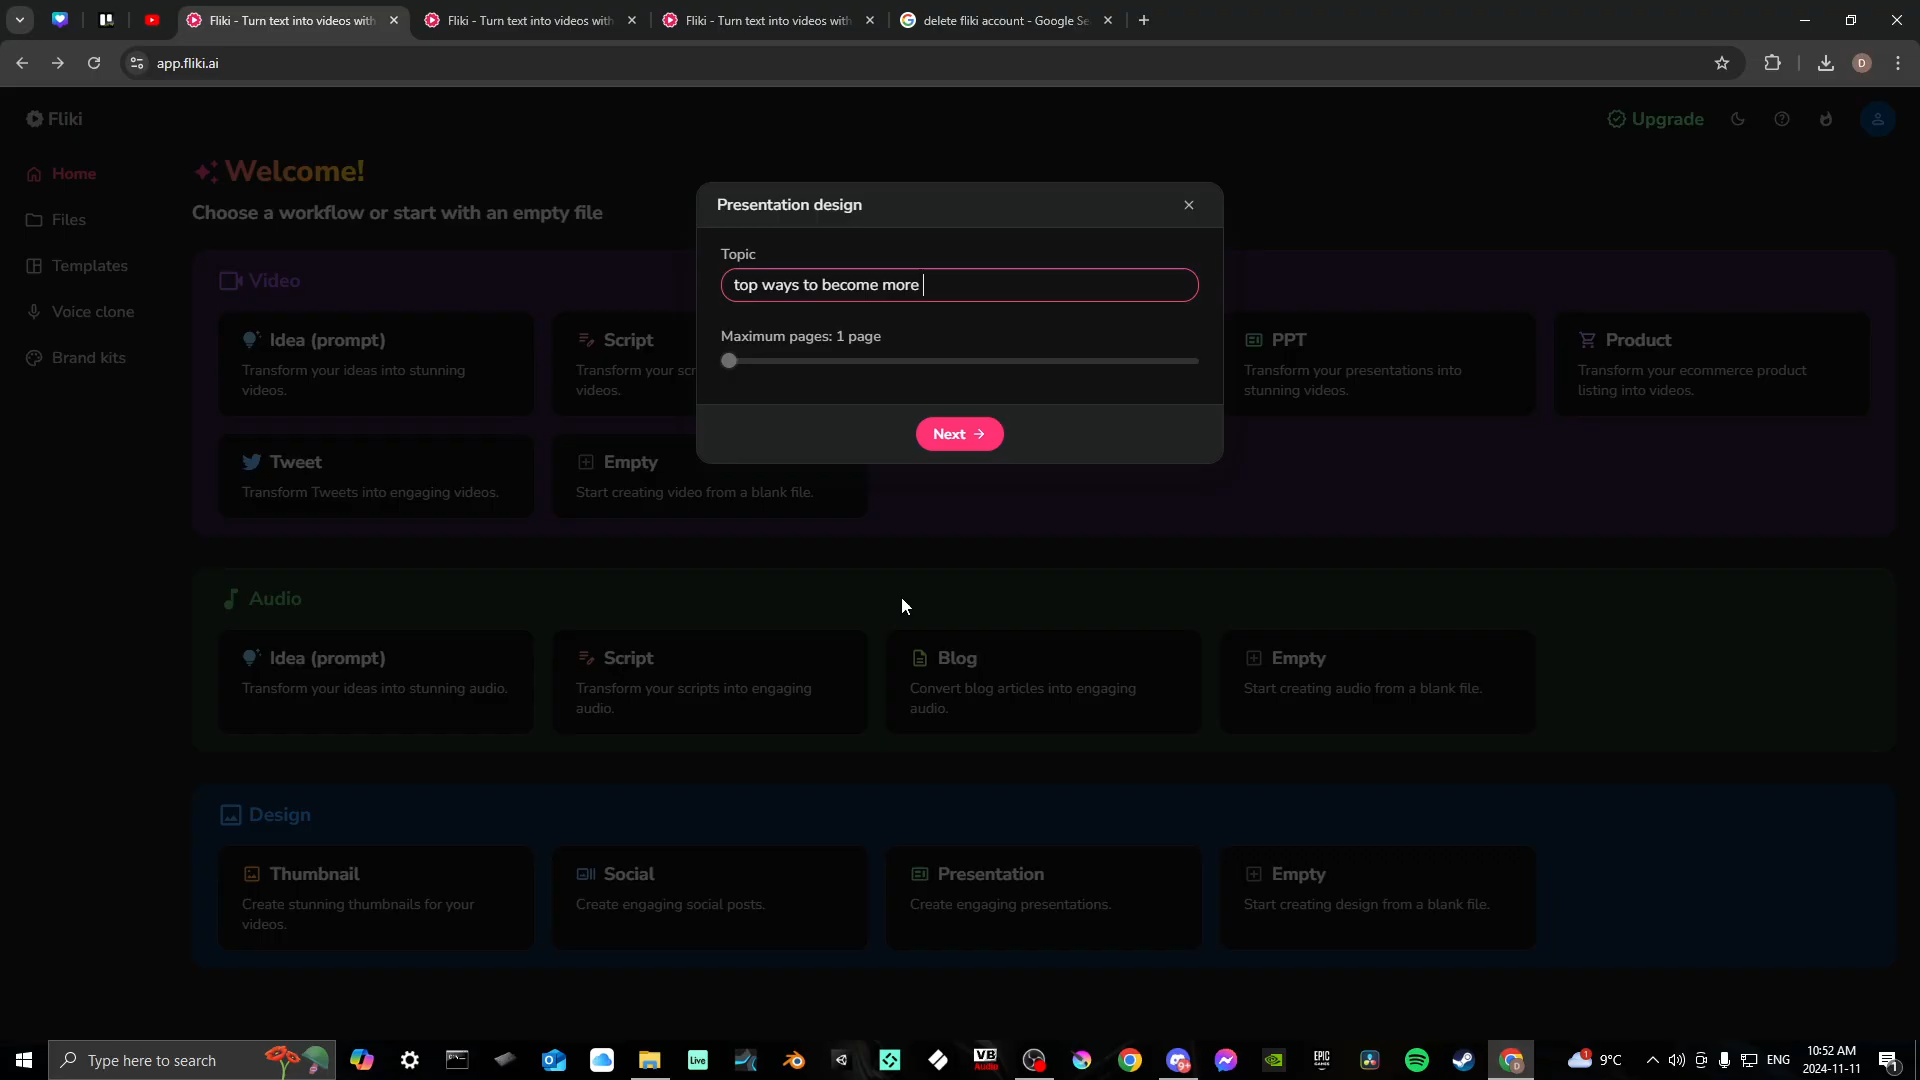 Fliki - Turn text into videos with
Fliki - Turn text into videos with
Fliki - Turn text into videos with
delete fliki account - Google Se
app.fliki.ai
D
Fliki
Upgrade
Home
Files
Templates
Voice clone
Brand kits
Welcome!
Choose a workflow or start with an empty file
Presentation design
Topic
top ways to become more
Maximum pages: 1 page
Next
Video
Idea (prompt)
Transform your ideas into stunning
videos.
Script
Transform your scr
videos.
PPT
Transform your presentations into
stunning videos.
Product
Transform your ecommerce product
listing into videos.
Tweet
Transform Tweets into engaging videos.
Empty
Start creating video from a blank file.
Audio
Idea (prompt)
Transform your ideas into stunning audio.
Script
Transform your scripts into engaging
audio.
Blog
Convert blog articles into engaging
audio.
Empty
Start creating audio from a blank file.
Design
Thumbnail
Create stunning thumbnails for your
videos.
Social
Create engaging social posts.
Presentation
Create engaging presentations.
Empty
Start creating design from a blank file.
Type here to search
Live
VB
Audio
9+
EPIC
GAMES
D
1
9°C
ENG
10:52 AM
2024-11-11
1